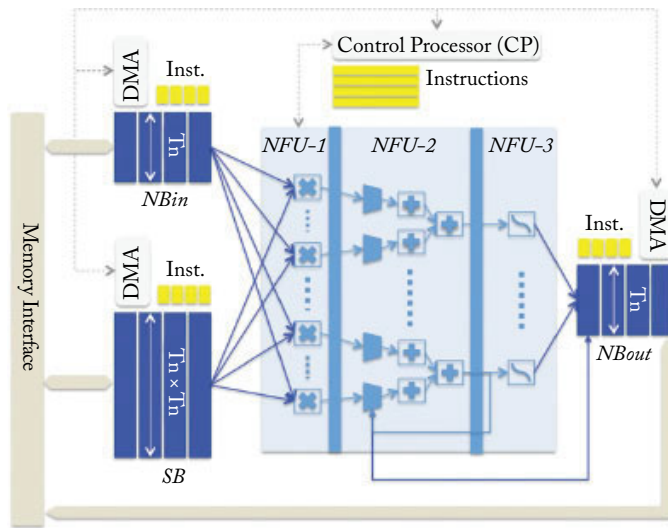 Control Processor (CP)
DMA
Inst.
Instructions
Tn
NBin
NFU-1
NFU-2
NFU-3
Memory Interface
DMA
Inst.
Tn × Tn
SB
DMA
Inst.
Tn
NBout